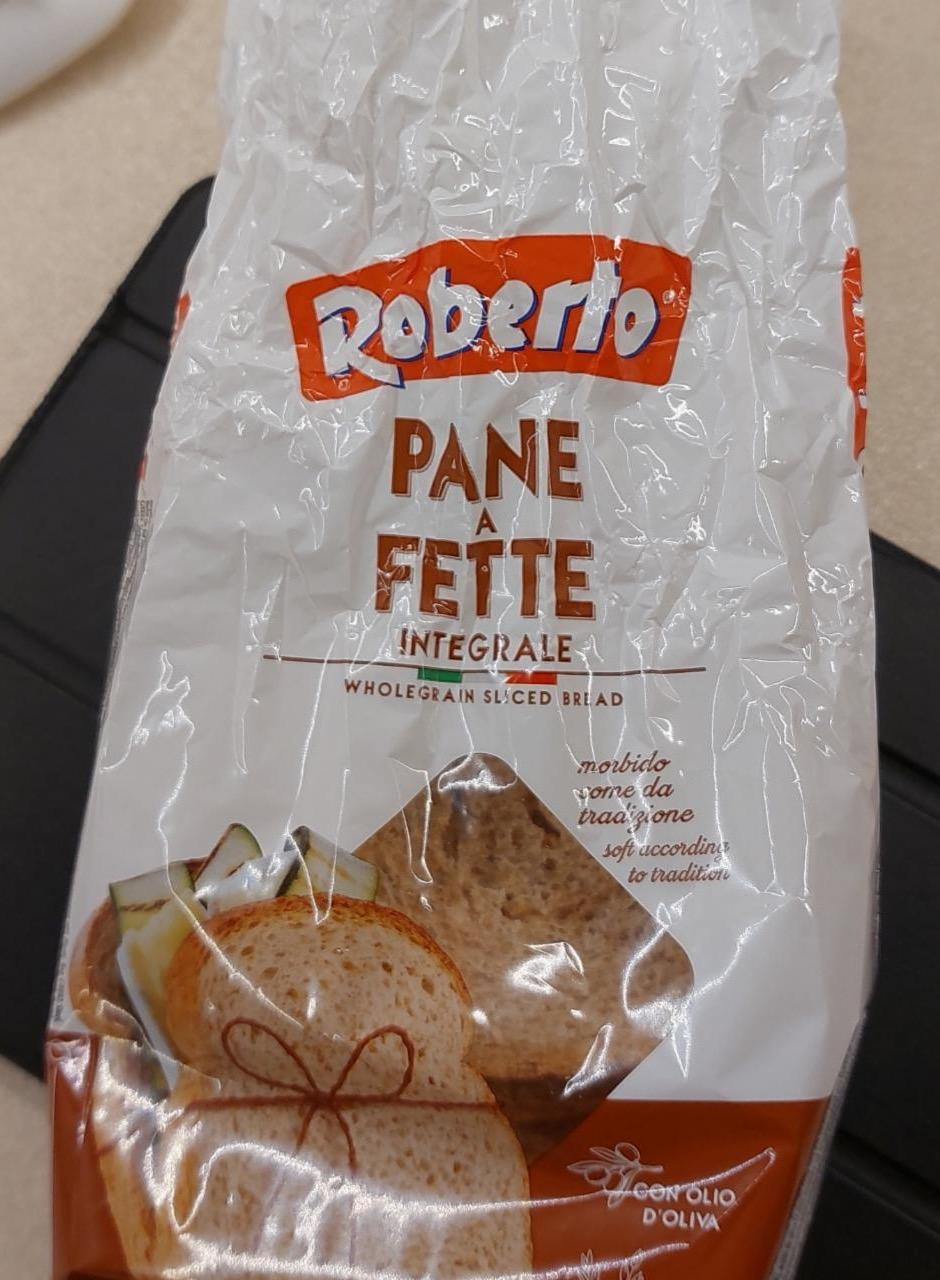 Roberto
PANE
A
FETTE
INTEGRALE
WHOLEGRAIN SLICED BREAD
morbido
come da
tradizione
soft according
to tradition
CON OLIO
D'OLIVA